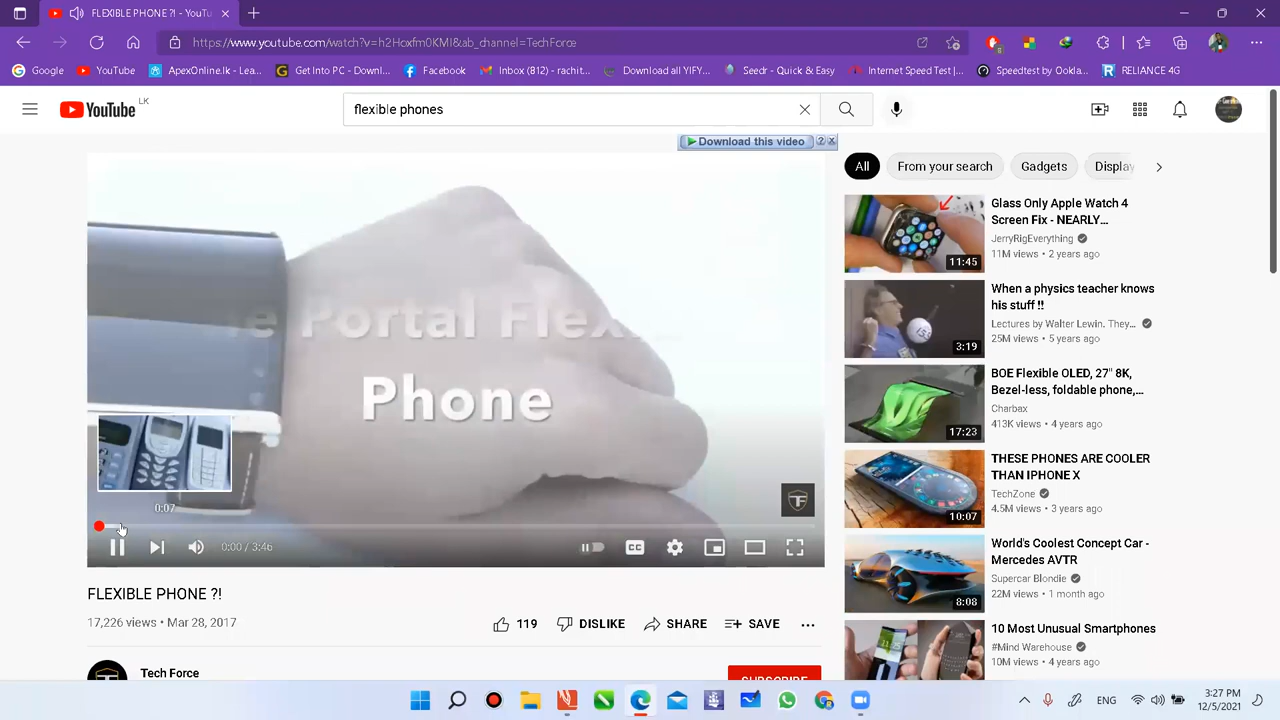 FLEXIBLE PHONE ?! - YouTu
https://www.youtube.com/watch?v=h2Hoxfm0KMI&ab_channel=TechForce
Google
YouTube
ApexOnline.lk - Lea...
Get Into PC - Downl...
Facebook
Inbox (812) - rachit...
Download all YIFY...
Seedr - Quick & Easy
Internet Speed Test |...
Speedtest by Ookla...
RELIANCE 4G
YouTube LK
flexible phones
Download this video ? x
All
From your search
Gadgets
Display
Phone
0:07
0:00 / 3:46
CC
FLEXIBLE PHONE ?!
17,226 views • Mar 28, 2017
119
DISLIKE
SHARE
SAVE
Tech Force
SUBSCRIBE
Glass Only Apple Watch 4
Screen Fix - NEARLY...
JerryRigEverything
11M views • 2 years ago
11:45
When a physics teacher knows
his stuff !!
Lectures by Walter Lewin. They...
25M views • 5 years ago
3:19
BOE Flexible OLED, 27" 8K,
Bezel-less, foldable phone,...
Charbax
413K views • 4 years ago
17:23
THESE PHONES ARE COOLER
THAN IPHONE X
TechZone
4.5M views • 3 years ago
10:07
World's Coolest Concept Car -
Mercedes AVTR
Supercar Blondie
22M views • 1 month ago
8:08
10 Most Unusual Smartphones
#Mind Warehouse
10M views • 4 years ago
ENG
3:27 PM
12/5/2021